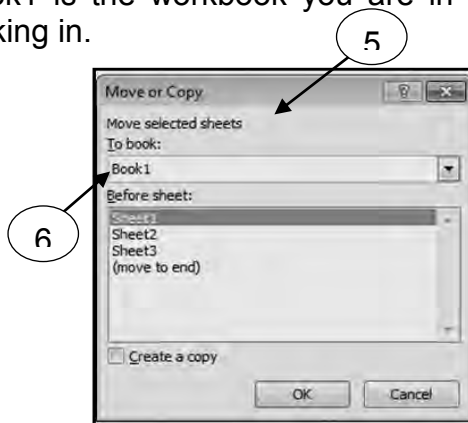 ok1 is the workbook you are in
king in.
5
Move or Copy
Move selected sheets
To book:
Book1
6
Before sheet:
Sheet1
Sheet2
Sheet3
(move to end)
Create a copy
OK Cancel